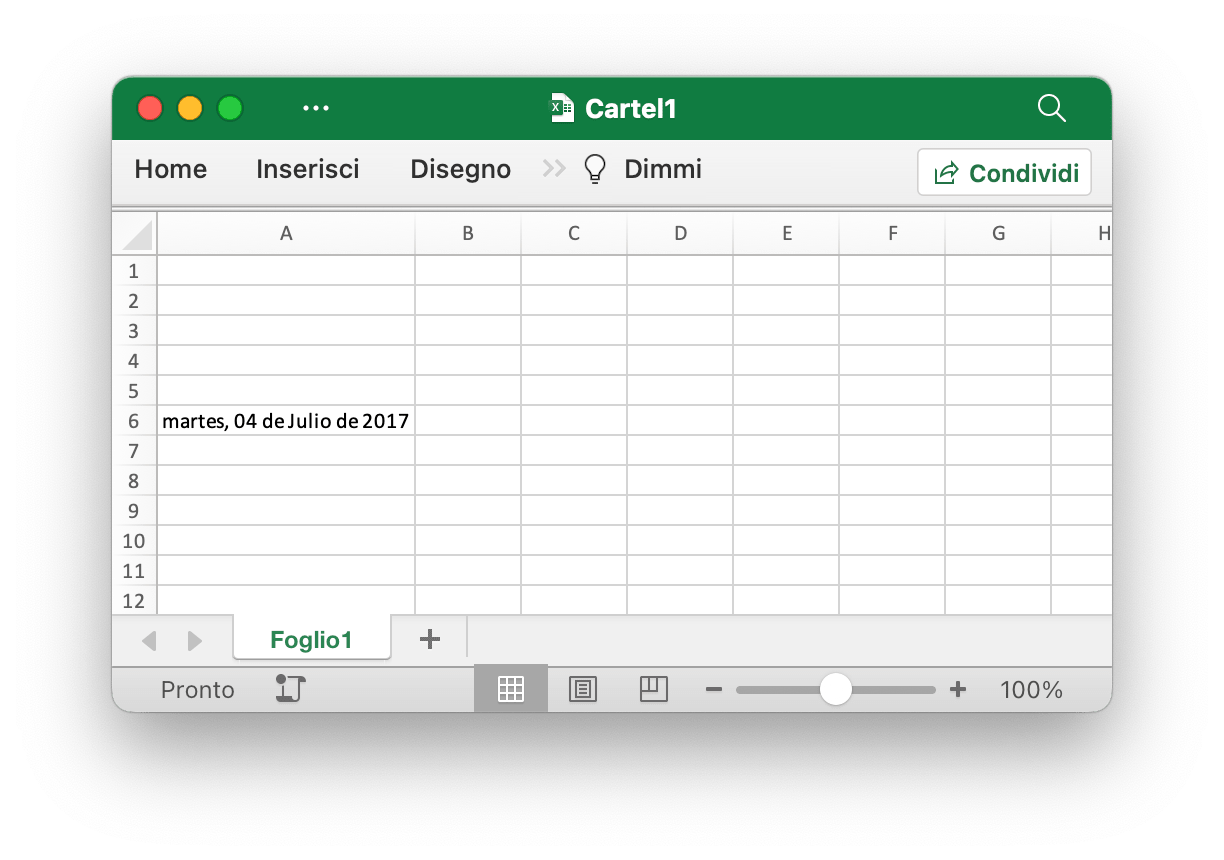 Cartel1
Home Inserisci Disegno Dimmi Condividi
A B C D E F G H
1
2
3
4
5
6 martes, 04 de Julio de 2017
7
8
9
10
11
12
Foglio1
Pronto 100%